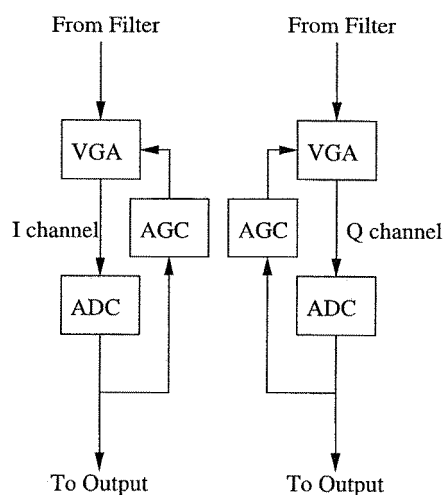 From Filter
From Filter
VGA
VGA
I channel
AGC
AGC
Q channel
ADC
ADC
To Output
To Output